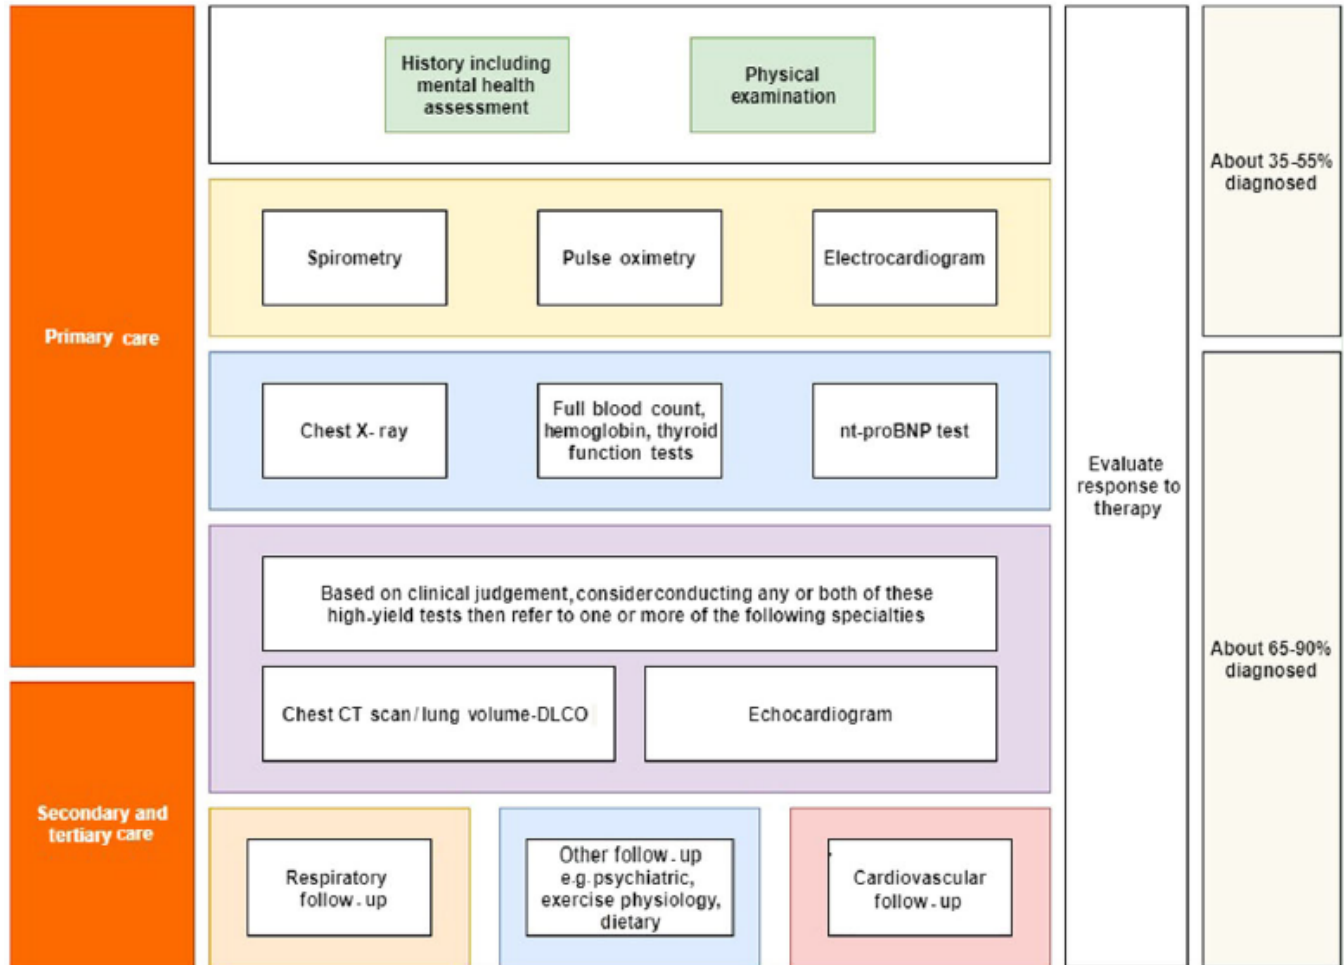 History including
mental health
assessment
Physical
examination
About 35-55%
diagnosed
Spirometry
Pulse oximetry
Electrocardiogram
Primary care
Chest X- ray
Full blood count,
hemoglobin, thyroid
function tests
nt-proBNP test
Evaluate
response to
therapy
Based on clinical judgement, consider conducting any or both of these
high-yield tests then refer to one or more of the following specialties
About 65-90%
diagnosed
Chest CT scan/ lung volume-DLCO
Echocardiogram
Secondary and
tertiary care
Respiratory
follow-up
Other follow-up
e.g. psychiatric,
exercise physiology,
dietary
Cardiovascular
follow-up